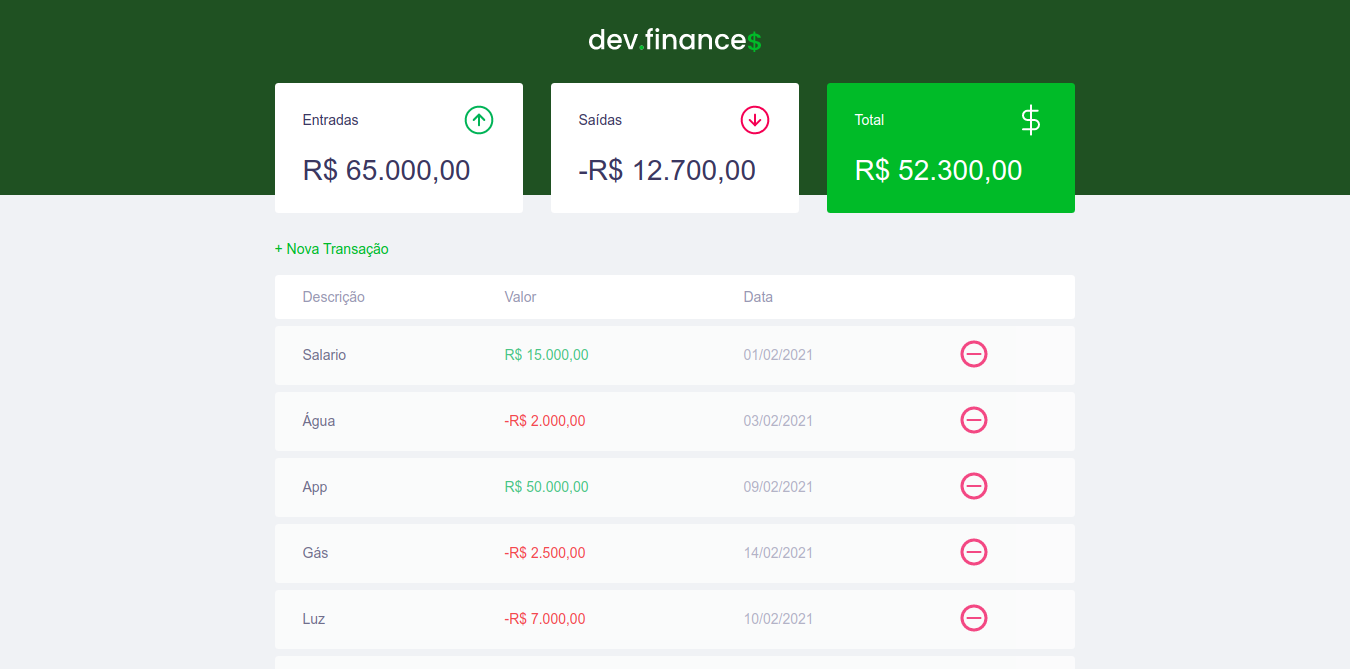 dev.finance$
Entradas
R$ 65.000,00
Saídas
-R$ 12.700,00
Total
R$ 52.300,00
+ Nova Transação
Descrição Valor Data
Salario R$ 15.000,00 01/02/2021
Água -R$ 2.000,00 03/02/2021
App R$ 50.000,00 09/02/2021
Gás -R$ 2.500,00 14/02/2021
Luz -R$ 7.000,00 10/02/2021